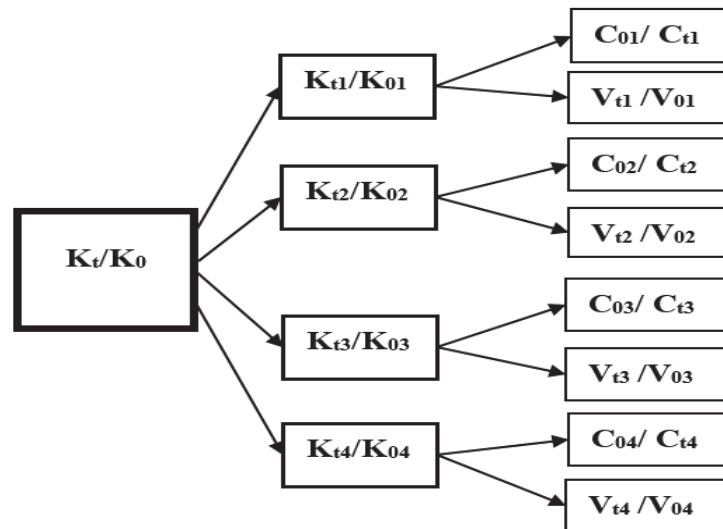 C₀₁/ Cₜ₁
Kₜ₁/K₀₁
Vₜ₁ /V₀₁
C₀₂/ Cₜ₂
Kₜ₂/K₀₂
Vₜ₂ /V₀₂
Kₜ/K₀
C₀₃/ Cₜ₃
Kₜ₃/K₀₃
Vₜ₃ /V₀₃
C₀₄/ Cₜ₄
Kₜ₄/K₀₄
Vₜ₄ /V₀₄